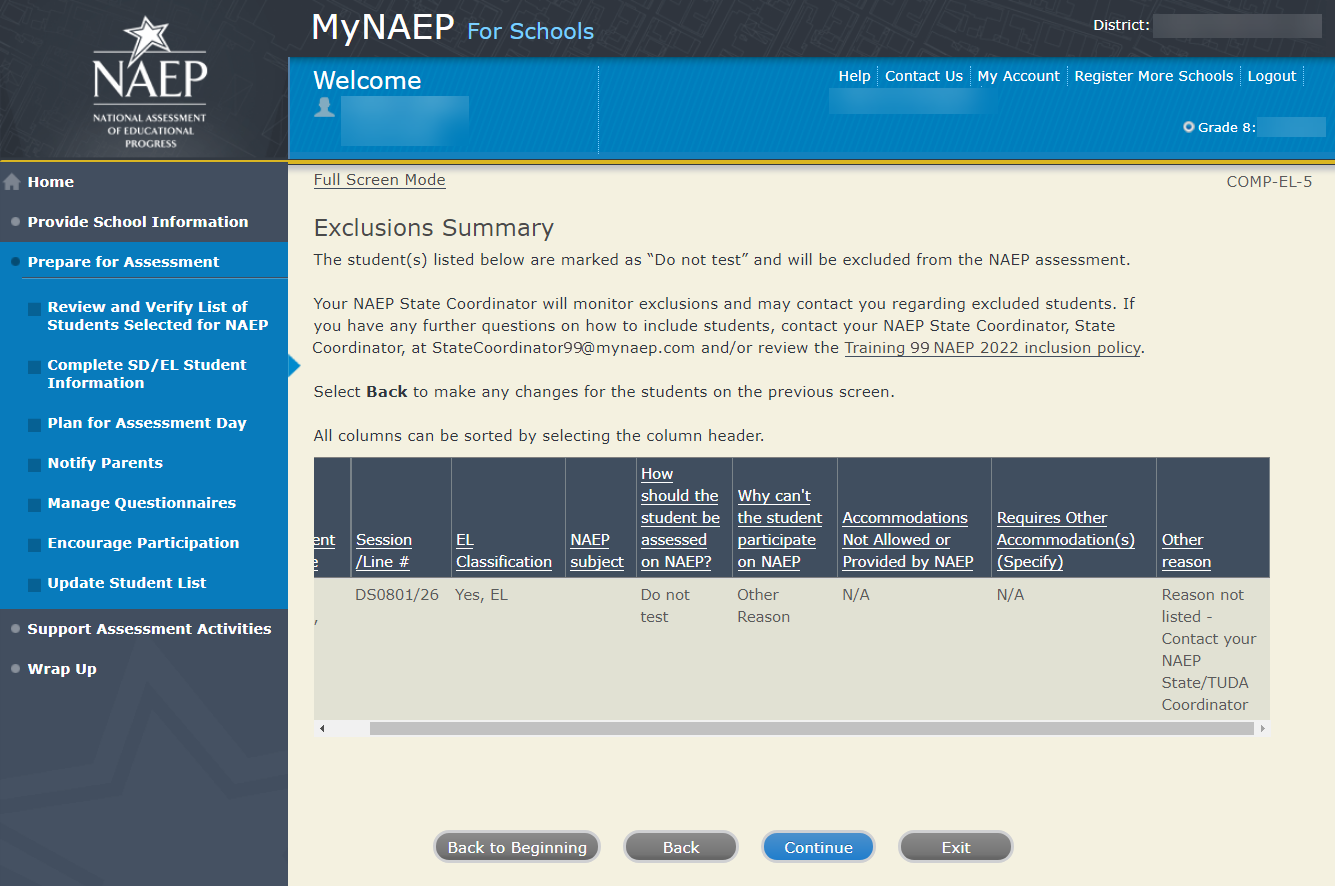 NAEP
NATIONAL ASSESSMENT
OF EDUCATIONAL
PROGRESS
MyNAEP For Schools
District:
Welcome
Help
Contact Us
My Account
Register More Schools
Logout
Grade 8:
Home
Provide School Information
Prepare for Assessment
Review and Verify List of
Students Selected for NAEP
Complete SD/EL Student
Information
Plan for Assessment Day
Notify Parents
Manage Questionnaires
Encourage Participation
Update Student List
Support Assessment Activities
Wrap Up
Full Screen Mode
COMP-EL-5
Exclusions Summary
The student(s) listed below are marked as “Do not test” and will be excluded from the NAEP assessment.
Your NAEP State Coordinator will monitor exclusions and may contact you regarding excluded students. If
you have any further questions on how to include students, contact your NAEP State Coordinator, State
Coordinator, at StateCoordinator99@mynaep.com and/or review the Training 99 NAEP 2022 inclusion policy.
Select Back to make any changes for the students on the previous screen.
All columns can be sorted by selecting the column header.
ent
e
Session
/Line #
EL
Classification
NAEP
subject
How
should the
student be
assessed
on NAEP?
Why can't
the student
participate
on NAEP
Accommodations
Not Allowed or
Provided by NAEP
Requires Other
Accommodation(s)
(Specify)
Other
reason
,
DS0801/26
Yes, EL
Do not
test
Other
Reason
N/A
N/A
Reason not
listed -
Contact your
NAEP
State/TUDA
Coordinator
Back to Beginning
Back
Continue
Exit